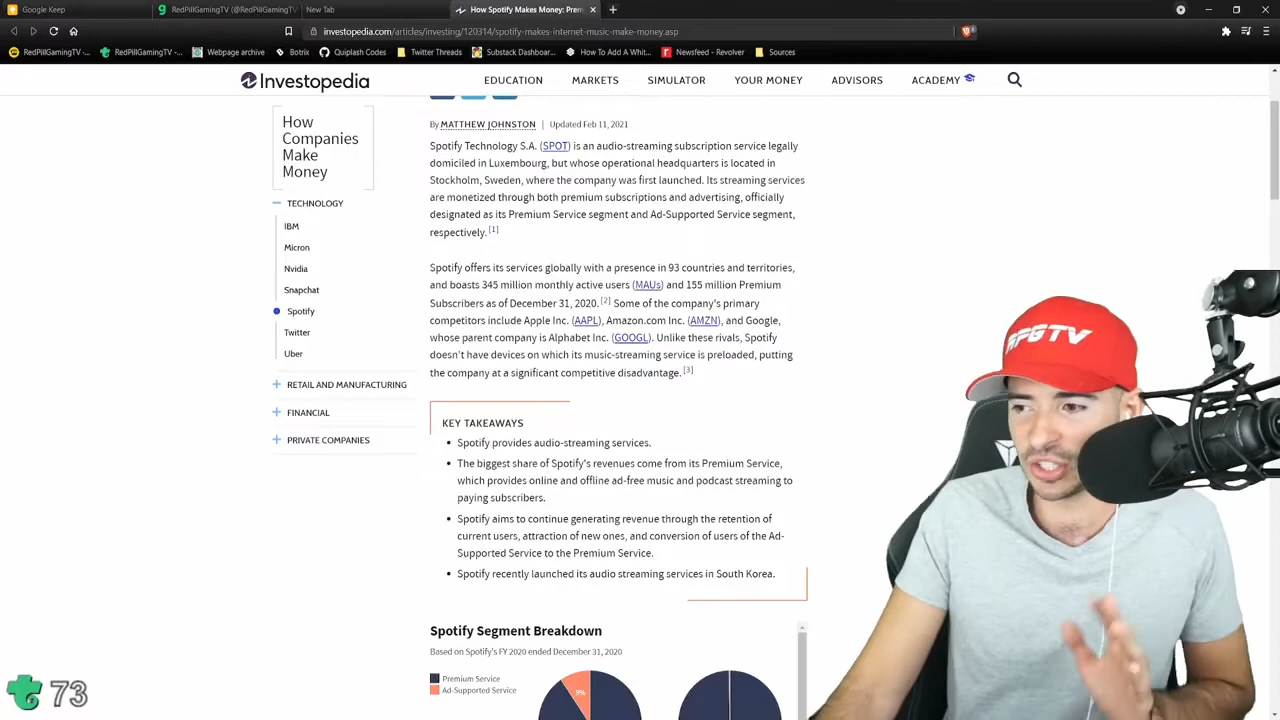 Google Keep
RedPillGamingTV (@RedPillGamingTV
New Tab
How Spotify Makes Money: Prem
investopedia.com/articles/investing/120314/spotify-makes-internet-music-make-money.asp
RedPillGamingTV -...
RedPillGamingTV -...
Webpage archive
Botrix
Quiplash Codes
Twitter Threads
Substack Dashboar...
How To Add A Whit...
Newsfeed - Revolver
Sources
Investopedia
EDUCATION
MARKETS
SIMULATOR
YOUR MONEY
ADVISORS
ACADEMY
How
Companies
Make
Money
TECHNOLOGY
IBM
Micron
Nvidia
Snapchat
Spotify
Twitter
Uber
RETAIL AND MANUFACTURING
FINANCIAL
PRIVATE COMPANIES
By MATTHEW JOHNSTON | Updated Feb 11, 2021
Spotify Technology S.A. (SPOT) is an audio-streaming subscription service legally
domiciled in Luxembourg, but whose operational headquarters is located in
Stockholm, Sweden, where the company was first launched. Its streaming services
are monetized through both premium subscriptions and advertising, officially
designated as its Premium Service segment and Ad-Supported Service segment,
respectively. [1]
Spotify offers its services globally with a presence in 93 countries and territories,
and boasts 345 million monthly active users (MAUs) and 155 million Premium
Subscribers as of December 31, 2020. [2] Some of the company's primary
competitors include Apple Inc. (AAPL), Amazon.com Inc. (AMZN), and Google,
whose parent company is Alphabet Inc. (GOOGL). Unlike these rivals, Spotify
doesn't have devices on which its music-streaming service is preloaded, putting
the company at a significant competitive disadvantage. [3]
KEY TAKEAWAYS
Spotify provides audio-streaming services.
The biggest share of Spotify's revenues come from its Premium Service,
which provides online and offline ad-free music and podcast streaming to
paying subscribers.
Spotify aims to continue generating revenue through the retention of
current users, attraction of new ones, and conversion of users of the Ad-
Supported Service to the Premium Service.
Spotify recently launched its audio streaming services in South Korea.
Spotify Segment Breakdown
Based on Spotify's FY 2020 ended December 31, 2020
Premium Service
Ad-Supported Service
9%
RPGTV
73